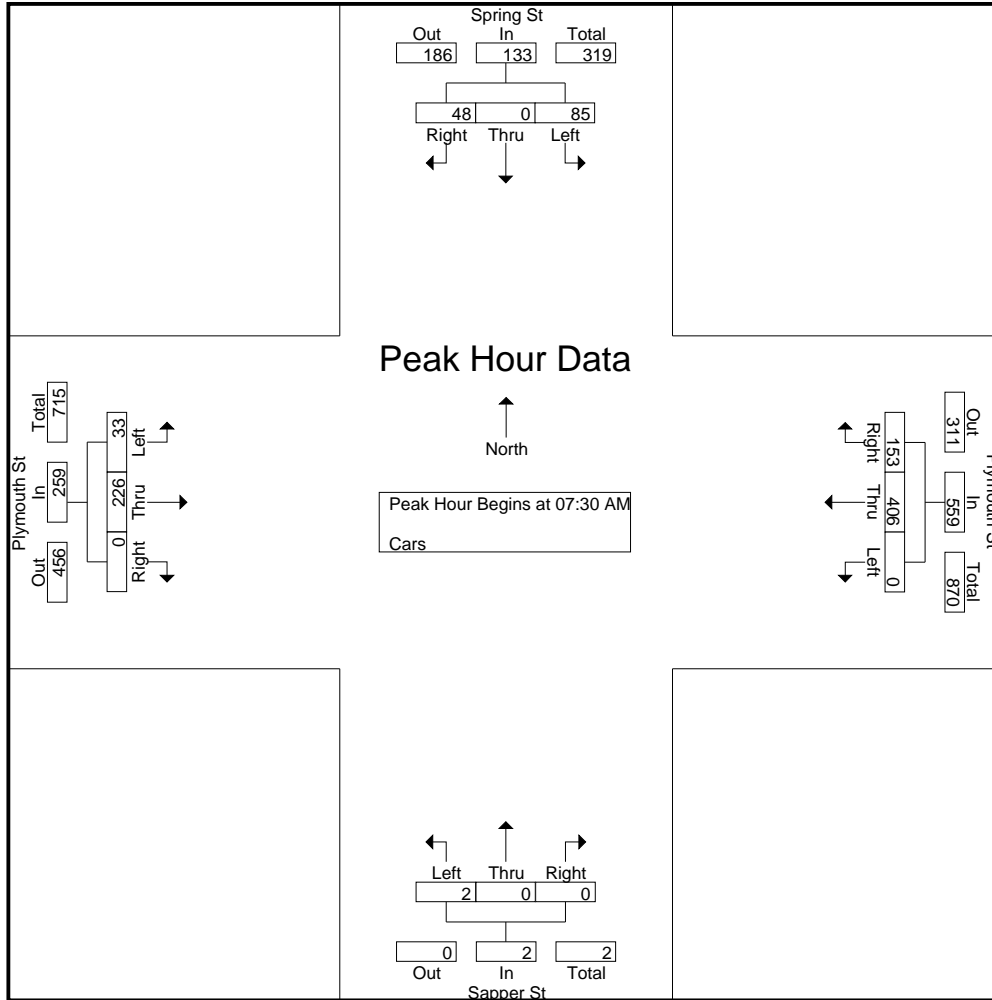 Spring St
Out In Total
186 133 319
48 0 85
Right Thru Left
Peak Hour Data
North
Peak Hour Begins at 07:30 AM
Cars
Plymouth St
Total In Out
715 259 456
33 226 0
Left Thru Right
Plymouth St
Out In Total
311 559 870
153 406 0
Right Thru Left
Left Thru Right
2 0 0
0 2 2
Out In Total
Sapper St